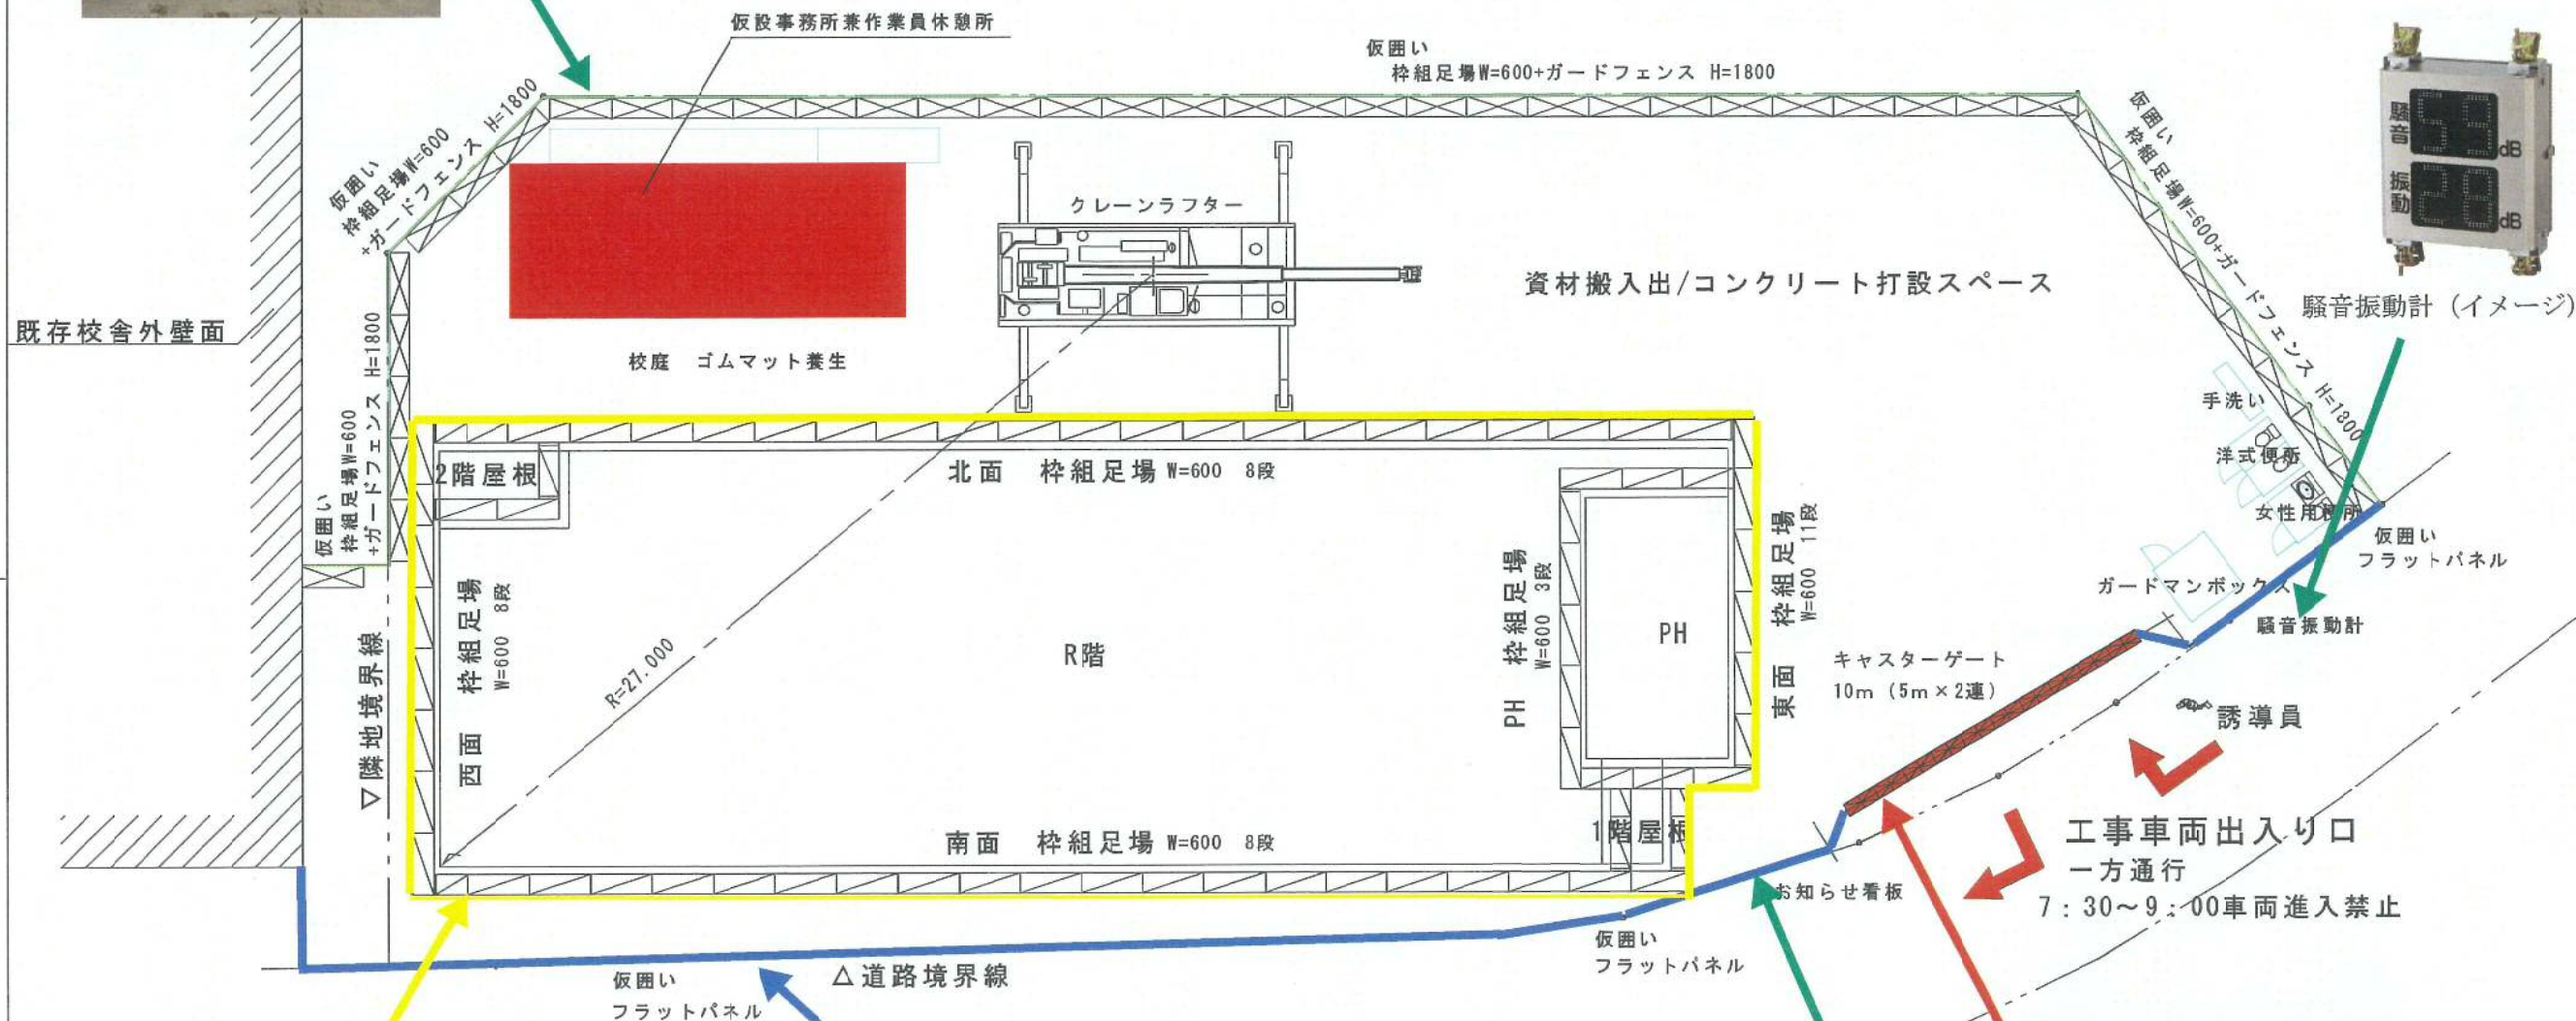 仮設事務所兼作業員休憩所
仮囲い
枠組足場W=600+ガードフェンス H=1800
仮囲い
枠組足場W=600
+ガードフェンス H=1800
仮囲い
枠組足場W=600+ガードフェンス H=1800
騒音
59 dB
振動
28 dB
騒音振動計（イメージ）
クレーンラフター
資材搬入出/コンクリート打設スペース
既存校舎外壁面
校庭　ゴムマット養生
仮囲い
枠組足場W=600
+ガードフェンス H=1800
手洗い
洋式便所
女性用便所
仮囲い
フラットパネル
2階屋根
北面　枠組足場 W=600 8段
西面　枠組足場
W=600 8段
R=27.000
R階
PH　枠組足場
W=600 3段
PH
東面　枠組足場
W=600 11段
ガードマンボックス
騒音振動計
キャスターゲート
10m（5m×2連）
誘導員
▽隣地境界線
南面　枠組足場 W=600 8段
1階屋根
工事車両出入り口
一方通行
7：30～9：00車両進入禁止
お知らせ看板
仮囲い
フラットパネル
△道路境界線
仮囲い
フラットパネル